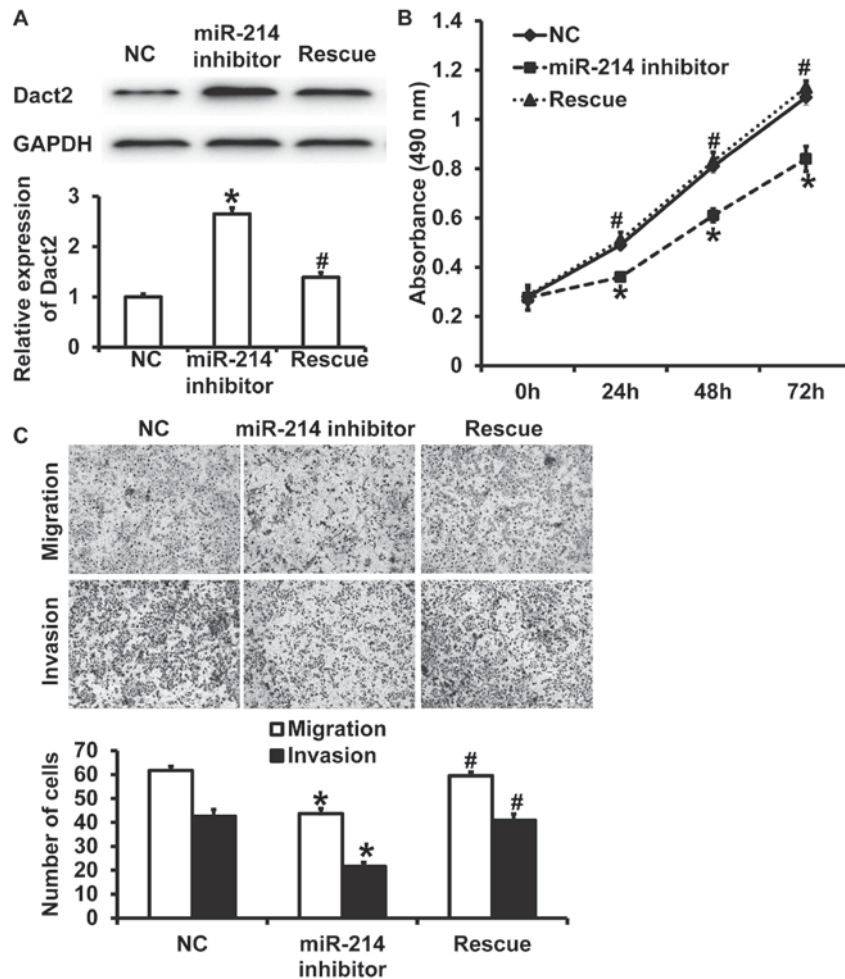 A
NC
miR-214
inhibitor
Rescue
Dact2
GAPDH
Relative expression
of Dact2
3
2
1
0
*
#
NC
miR-214
inhibitor
Rescue
B
NC
miR-214 inhibitor
Rescue
Absorbance (490 nm)
1.4
1.2
1
0.8
0.6
0.4
0.2
0
#
#
#
*
*
*
0h
24h
48h
72h
C
NC
miR-214 inhibitor
Rescue
Migration
Invasion
Migration
Invasion
Number of cells
70
60
50
40
30
20
10
0
*
*
#
#
NC
miR-214
inhibitor
Rescue